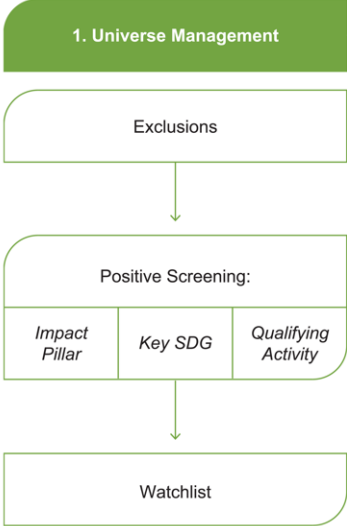 1. Universe Management
Exclusions
Positive Screening:
Impact
Pillar
Key SDG
Qualifying
Activity
Watchlist